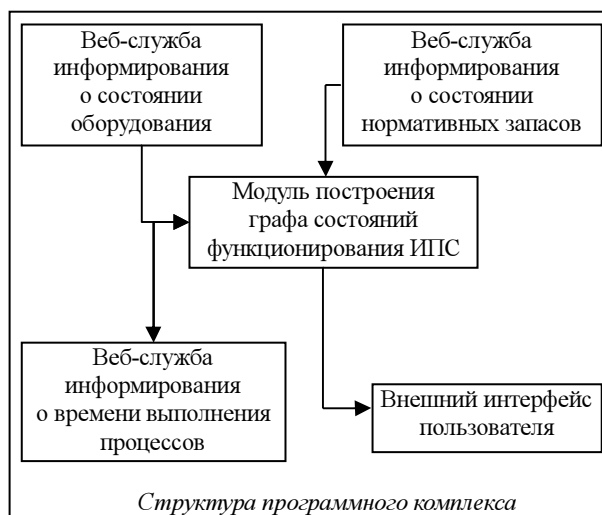 Веб-служба
информирования
о состоянии
оборудования
Веб-служба
информирования
о состоянии
нормативных запасов
Модуль построения
графа состояний
функционирования ИПС
Веб-служба
информирования
о времени выполнения
процессов
Внешний интерфейс
пользователя
Структура программного комплекса